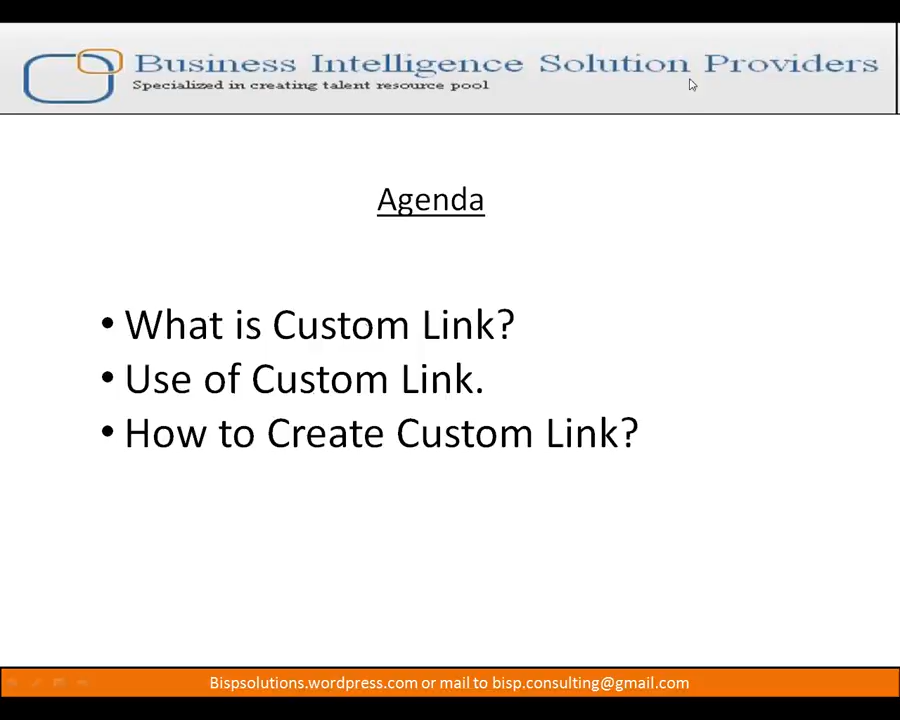 Business Intelligence Solution Providers
Specialized in creating talent resource pool
Agenda
• What is Custom Link?
• Use of Custom Link.
• How to Create Custom Link?
Bispsolutions.wordpress.com or mail to bisp.consulting@gmail.com